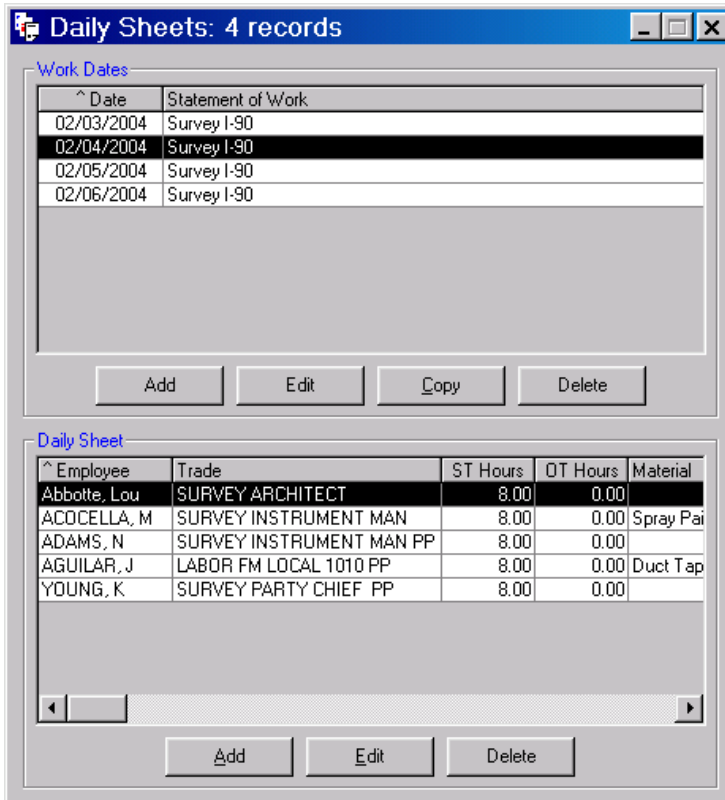 Daily Sheets: 4 records
Work Dates
^ Date Statement of Work
02/03/2004 Survey I-90
02/04/2004 Survey I-90
02/05/2004 Survey I-90
02/06/2004 Survey I-90
Add Edit Copy Delete
Daily Sheet
^ Employee Trade ST Hours OT Hours Material
Abbotte, Lou SURVEY ARCHITECT 8.00 0.00
ACOCELLA, M SURVEY INSTRUMENT MAN 8.00 0.00 Spray Pai
ADAMS, N SURVEY INSTRUMENT MAN PP 8.00 0.00
AGUILAR, J LABOR FM LOCAL 1010 PP 8.00 0.00 Duct Tap
YOUNG, K SURVEY PARTY CHIEF PP 8.00 0.00
Add Edit Delete